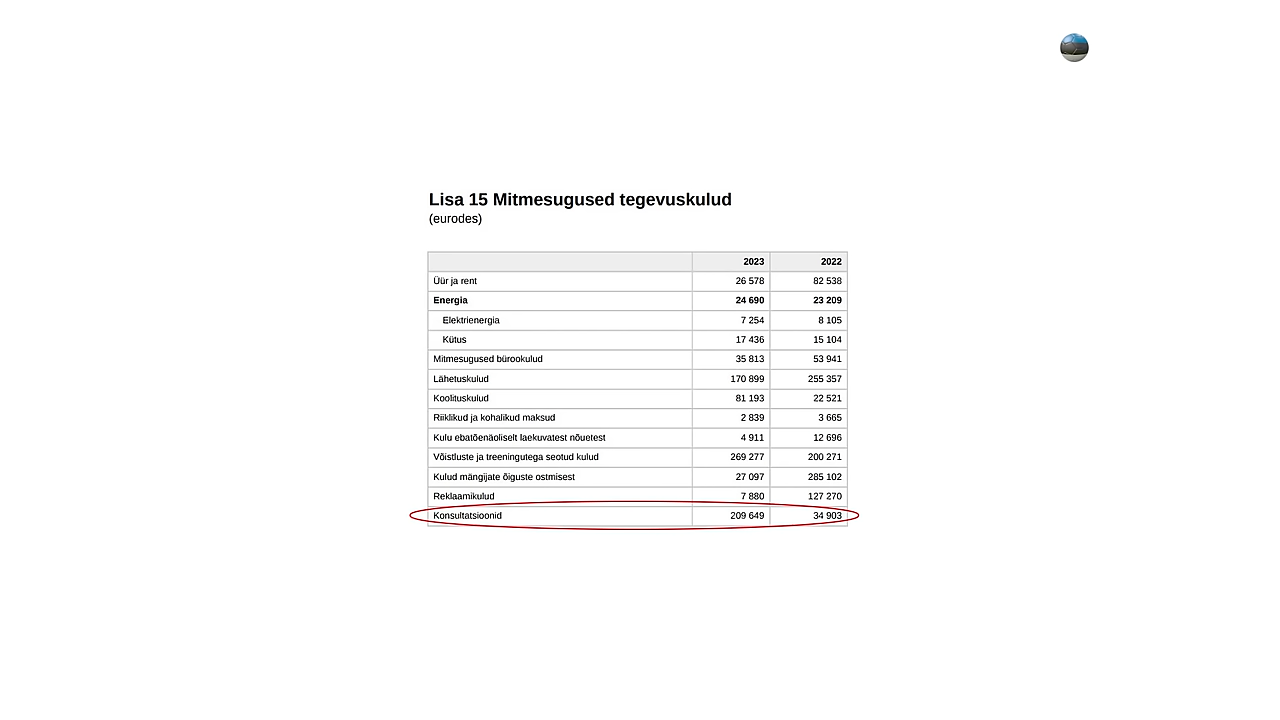 Lisa 15 Mitmesugused tegevuskulud
(eurodes)
2023 2022
Üür ja rent 26 578 82 538
Energia 24 690 23 209
Elektrienergia 7 254 8 105
Kütus 17 436 15 104
Mitmesugused bürookulud 35 813 53 941
Lähetuskulud 170 899 255 357
Koolituskulud 81 193 22 521
Riiklikud ja kohalikud maksud 2 839 3 665
Kulu ebatõenäoliselt laekuvatest nõuetest 4 911 12 696
Võistluste ja treeningutega seotud kulud 269 277 200 271
Kulud mängijate õiguste ostmisest 27 097 285 102
Reklaamikulud 7 880 127 270
Konsultatsioonid 209 649 34 903